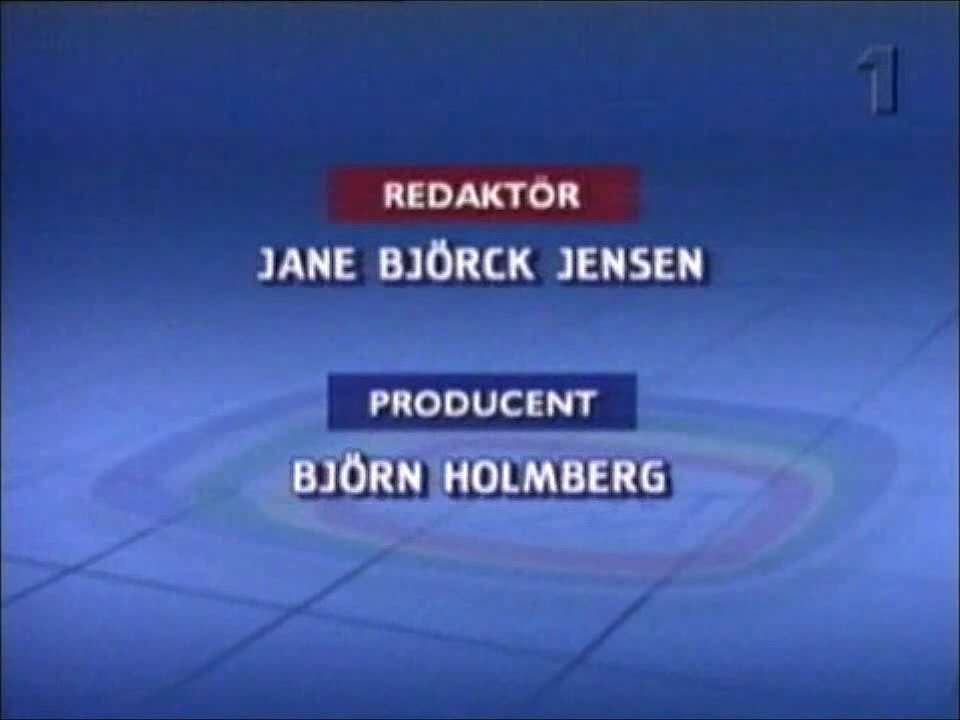 1
REDAKTÖR
JANE BJÖRCK JENSEN
PRODUCENT
BJÖRN HOLMBERG